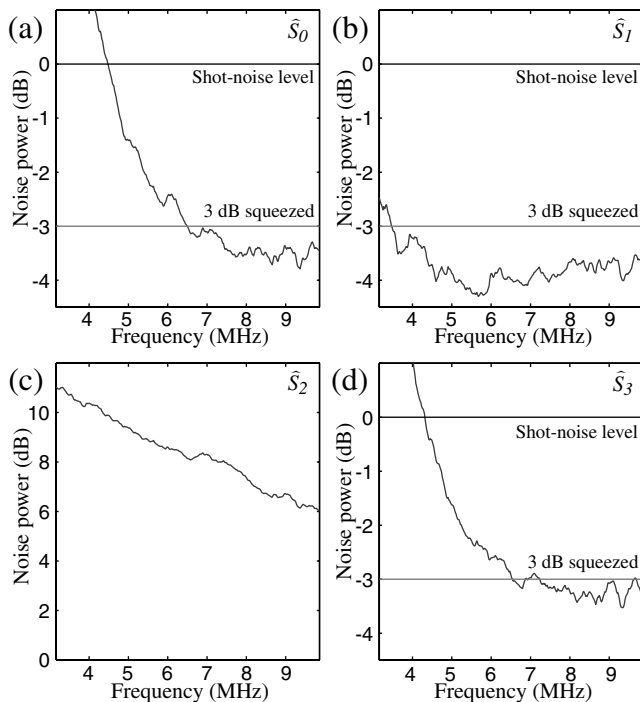 (a)
Ŝ0
Noise power (dB)
0
-1
-2
-3
-4
Shot-noise level
3 dB squeezed
4 5 6 7 8 9
Frequency (MHz)
(b)
Ŝ1
Noise power (dB)
0
-1
-2
-3
-4
Shot-noise level
3 dB squeezed
4 5 6 7 8 9
Frequency (MHz)
(c)
Ŝ2
Noise power (dB)
10
8
6
4
2
0
4 5 6 7 8 9
Frequency (MHz)
(d)
Ŝ3
Noise power (dB)
0
-1
-2
-3
-4
Shot-noise level
3 dB squeezed
4 5 6 7 8 9
Frequency (MHz)